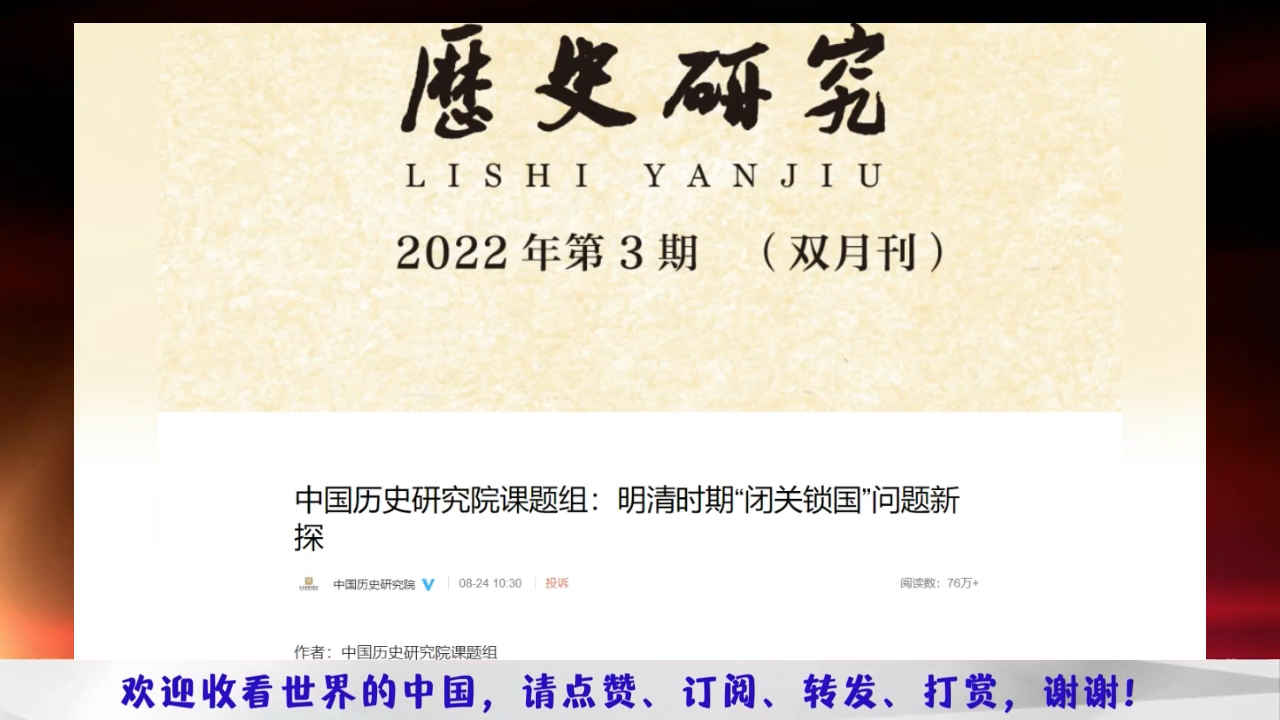 歷史研究
LISHI YANJIU
2022年第3期 （双月刊）
中国历史研究院课题组：明清时期“闭关锁国”问题新
探
中国历史研究院 08-24 10:30 投诉 阅读数：76万+
作者：中国历史研究院课题组
欢迎收看世界的中国，请点赞、订阅、转发、打赏，谢谢!